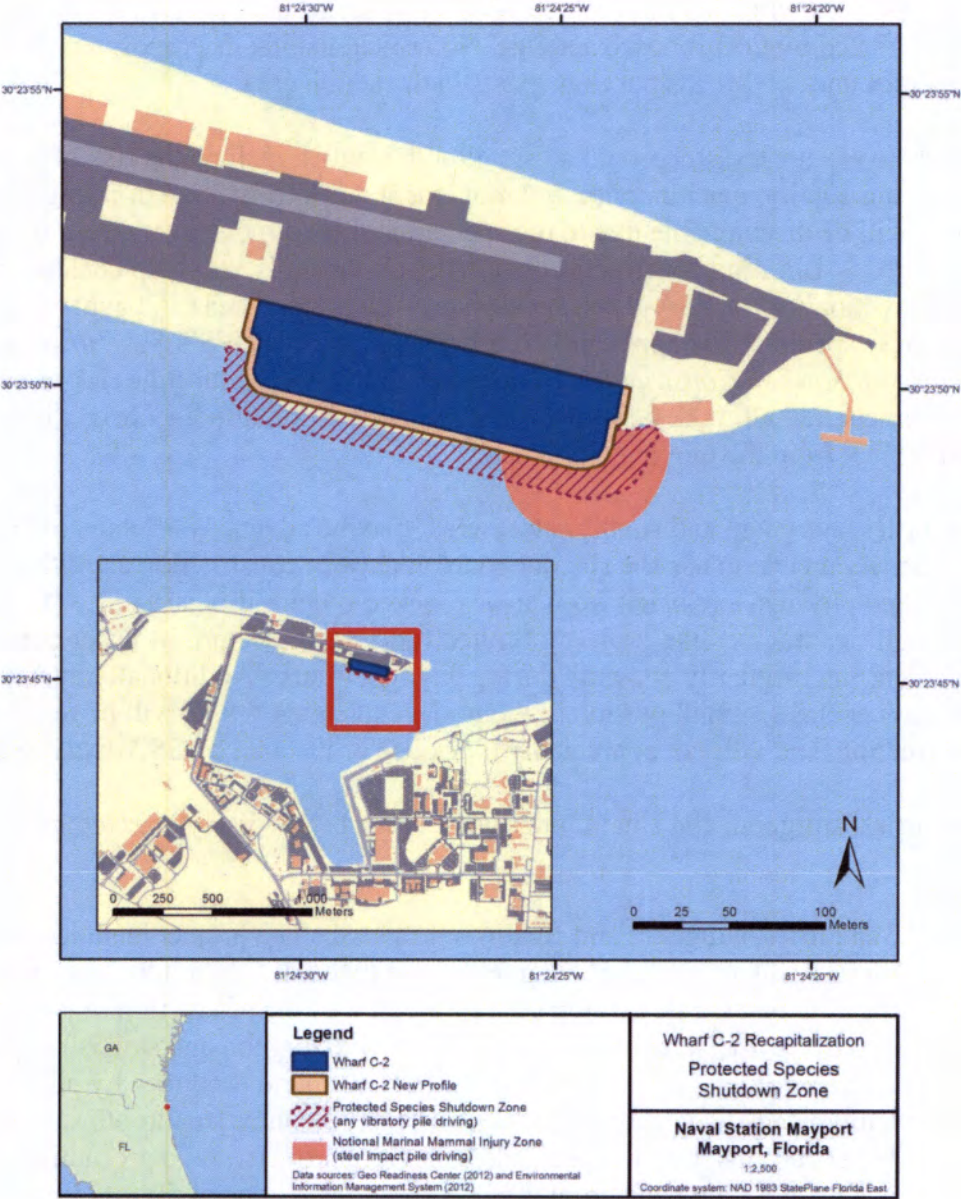 81°24'30"W 81°24'25"W 81°24'20"W
30°23'55"N 30°23'55"N
30°23'50"N 30°23'50"N
30°23'45"N 30°23'45"N
N
0 250 500 1,000
Meters
0 25 50 100
Meters
81°24'30"W 81°24'25"W 81°24'20"W
GA
FL
Legend
Wharf C-2
Wharf C-2 New Profile
Protected Species Shutdown Zone
(any vibratory pile driving)
Notional Marinal Mammal Injury Zone
(steel impact pile driving)
Data sources: Geo Readiness Center (2012) and Environmental
Information Management System (2012)
Wharf C-2 Recapitalization
Protected Species
Shutdown Zone
Naval Station Mayport
Mayport, Florida
1:2,500
Coordinate system: NAD 1983 StatePlane Florida East